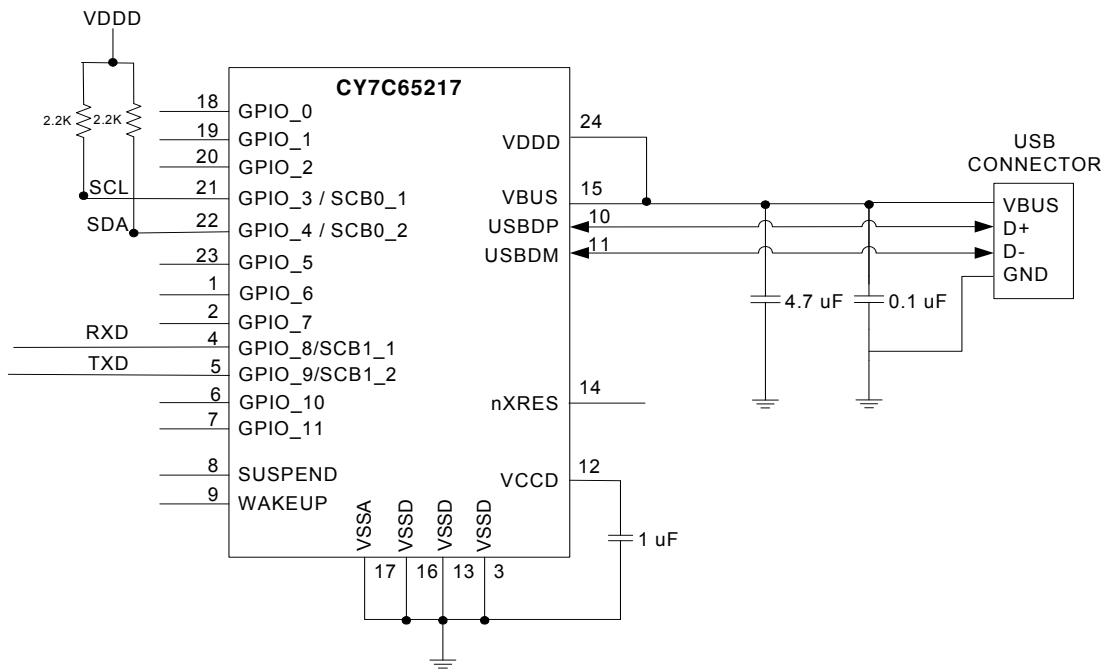 VDDD
CY7C65217
2.2K
2.2K
18 GPIO_0
19 GPIO_1
20 GPIO_2
SCL 21 GPIO_3 / SCB0_1
SDA 22 GPIO_4 / SCB0_2
23 GPIO_5
1 GPIO_6
2 GPIO_7
RXD 4 GPIO_8/SCB1_1
TXD 5 GPIO_9/SCB1_2
6 GPIO_10
7 GPIO_11
8 SUSPEND
9 WAKEUP
VDDD 24
VBUS 15
USBDP 10
USBDM 11
nXRES 14
VCCD 12
VSSA
VSSD
VSSD
VSSD
17 16 13 3
1 uF
4.7 uF
0.1 uF
USB
CONNECTOR
VBUS
D+
D-
GND